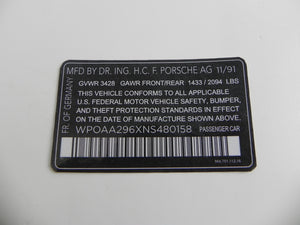 MFD BY DR. ING. H.C. F. PORSCHE AG 11/91
GVWR 3428 GAWR FRONT/REAR 1433 / 2094 LBS
THIS VEHICLE CONFORMS TO ALL APPLICABLE
U.S. FEDERAL MOTOR VEHICLE SAFETY, BUMPER,
AND THEFT PROTECTION STANDARDS IN EFFECT ON
THE DATE OF MANUFACTURE SHOWN ABOVE
WPOAA296XNS480158 PASSENGER CAR
FR. OF GERMANY